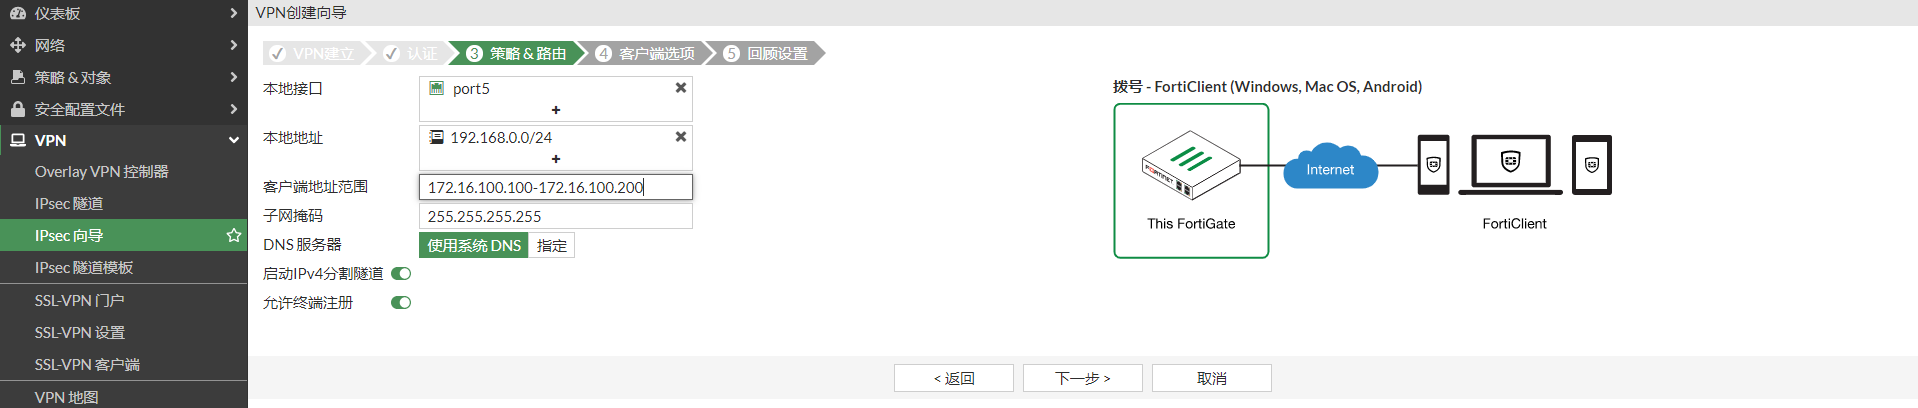 仪表板
网络
策略 & 对象
安全配置文件
VPN
Overlay VPN 控制器
IPsec 隧道
IPsec 向导
IPsec 隧道模板
SSL-VPN 门户
SSL-VPN 设置
SSL-VPN 客户端
VPN 地图
VPN创建向导
VPN建立 认证 3 策略 & 路由 4 客户端选项 5 回顾设置
本地接口 port5
+
本地地址 192.168.0.0/24
+
客户端地址范围 172.16.100.100-172.16.100.200
子网掩码 255.255.255.255
DNS 服务器 使用系统 DNS 指定
启动IPv4分割隧道
允许终端注册
拨号 - FortiClient (Windows, Mac OS, Android)
FORTINET
Internet
This FortiGate
FortiClient
< 返回 下一步 > 取消